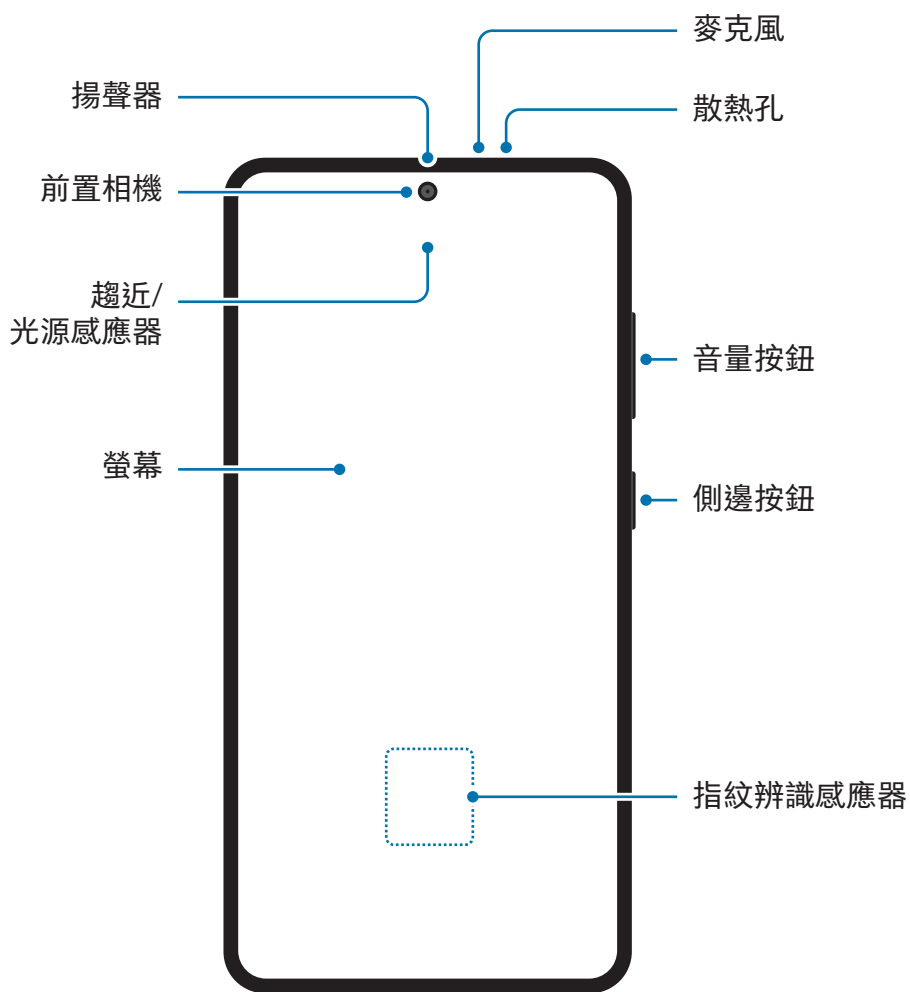 麥克風
揚聲器
散熱孔
前置相機
趨近/
光源感應器
音量按鈕
螢幕
側邊按鈕
指紋辨識感應器